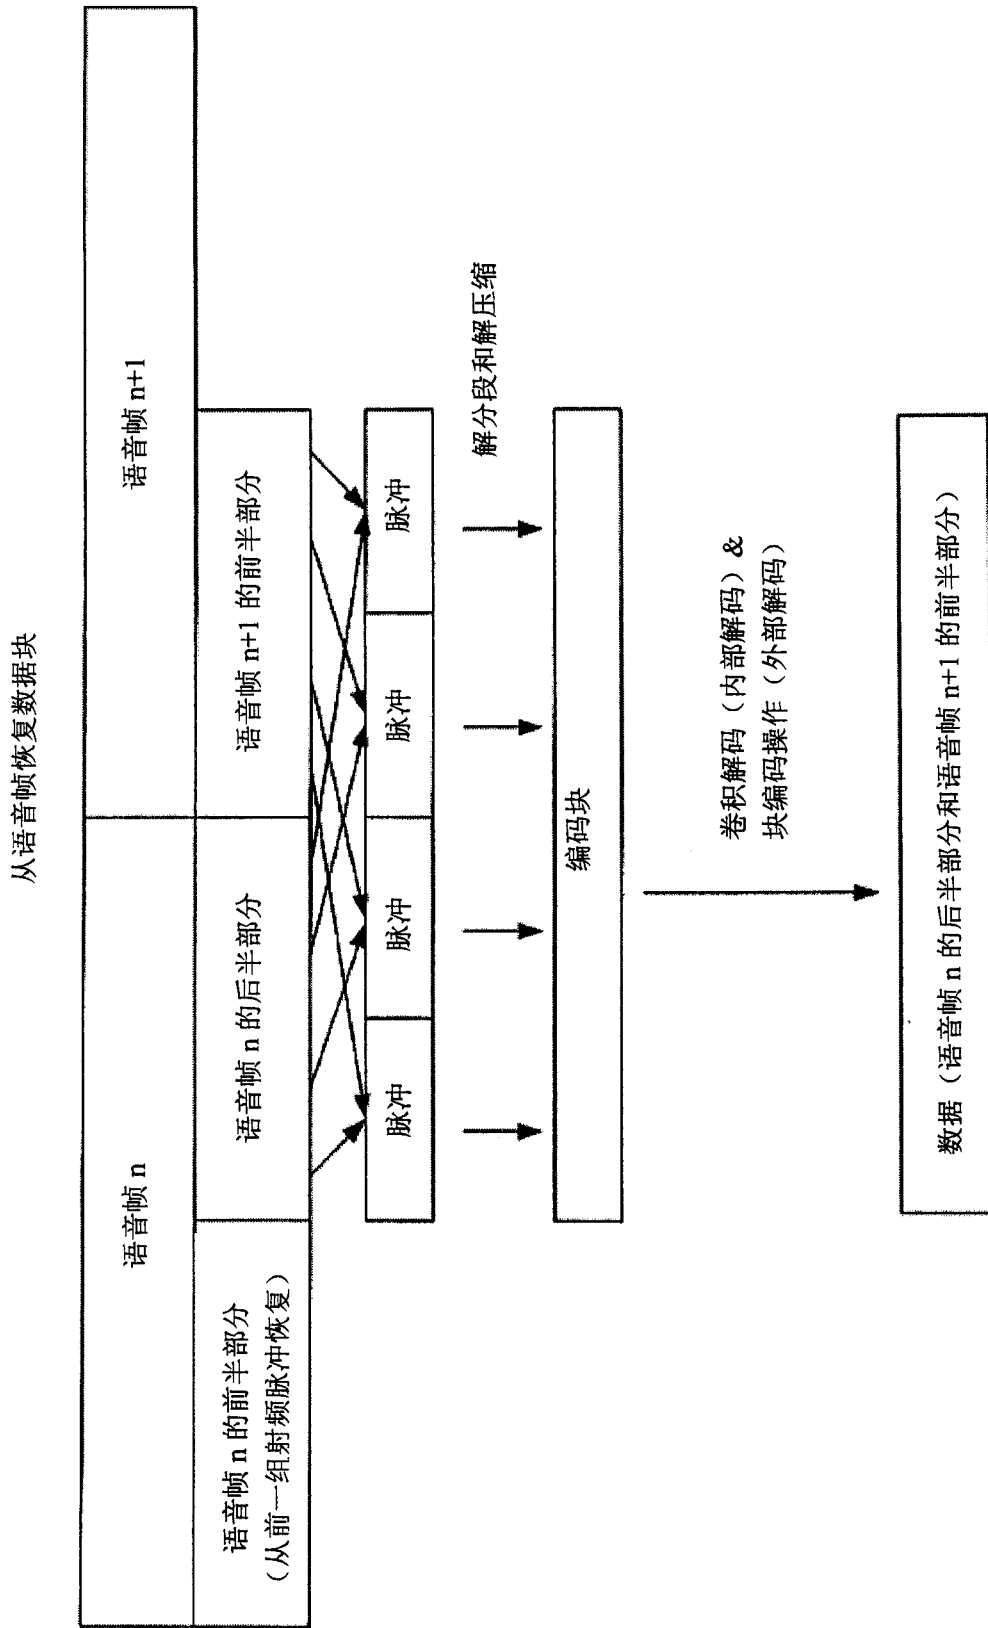 从语音帧恢复数据块
语音帧 n
语音帧 n+1
语音帧 n 的前半部分
（从前一组射频脉冲恢复）
语音帧 n 的后半部分
语音帧 n+1 的前半部分
脉冲
脉冲
脉冲
脉冲
解分段和解压缩
编码块
卷积解码（内部解码）&
块编码操作（外部解码）
数据（语音帧 n 的后半部分和语音帧 n+1 的前半部分）